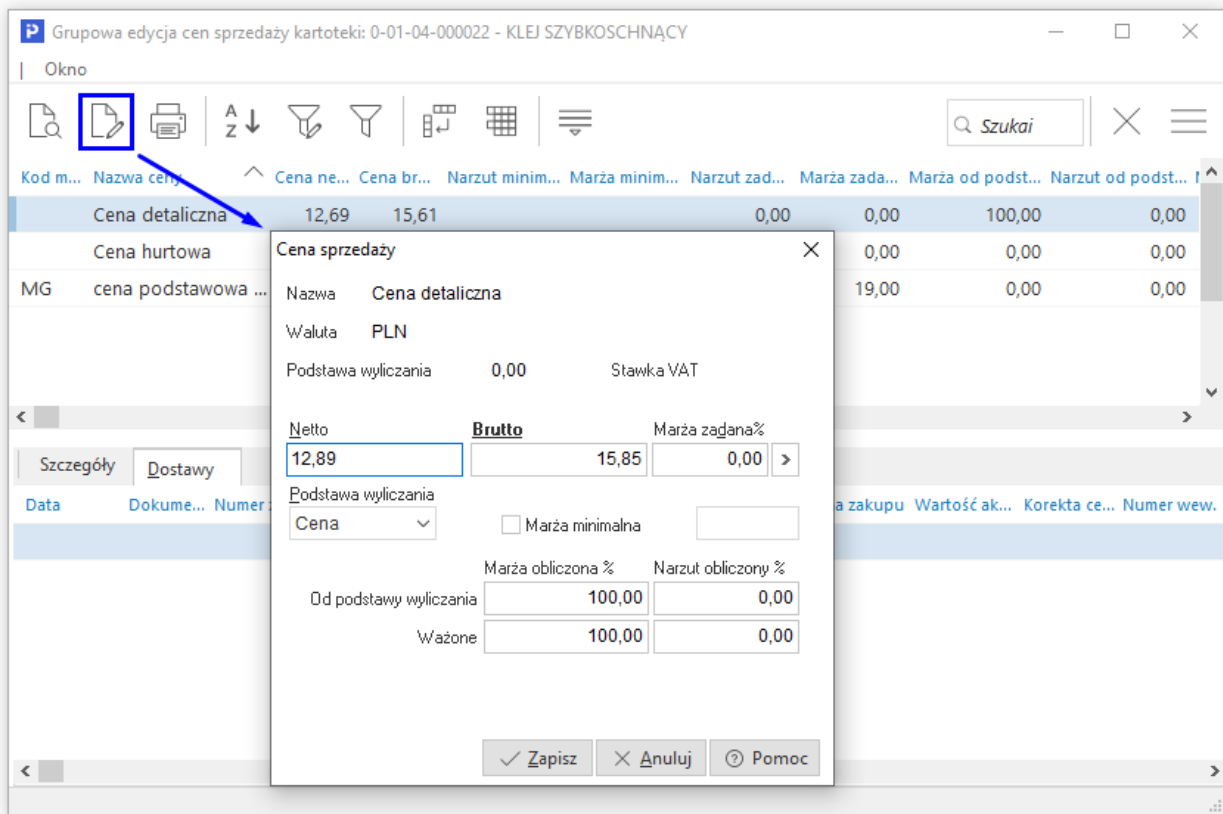 Grupowa edycja cen sprzedaży kartoteki: 0-01-04-000022 - KLEJ SZYBKOSCHNĄCY
| Okno
A Z Szukai
Kod m... Nazwa ceny Cena ne... Cena br... Narzut minim... Marża minim... Narzut zad... Marża zada... Marża od podst... Narzut od podst...
Cena detaliczna 12,69 15,61 0,00 0,00 100,00 0,00
Cena hurtowa 0,00 0,00 0,00
MG cena podstawowa ... 19,00 0,00 0,00
Cena sprzedaży
Nazwa Cena detaliczna
Waluta PLN
Podstawa wyliczania 0,00 Stawka VAT
Netto Brutto Marża zadana%
12,89 15,85 0,00 >
Podstawa wyliczania
Cena Marża minimalna
Marża obliczona % Narzut obliczony %
Od podstawy wyliczania 100,00 0,00
Ważone 100,00 0,00
Zapisz Anuluj Pomoc
Szczegóły Dostawy
Data Dokume... Numer a zakupu Wartość ak... Korekta ce... Numer wew.